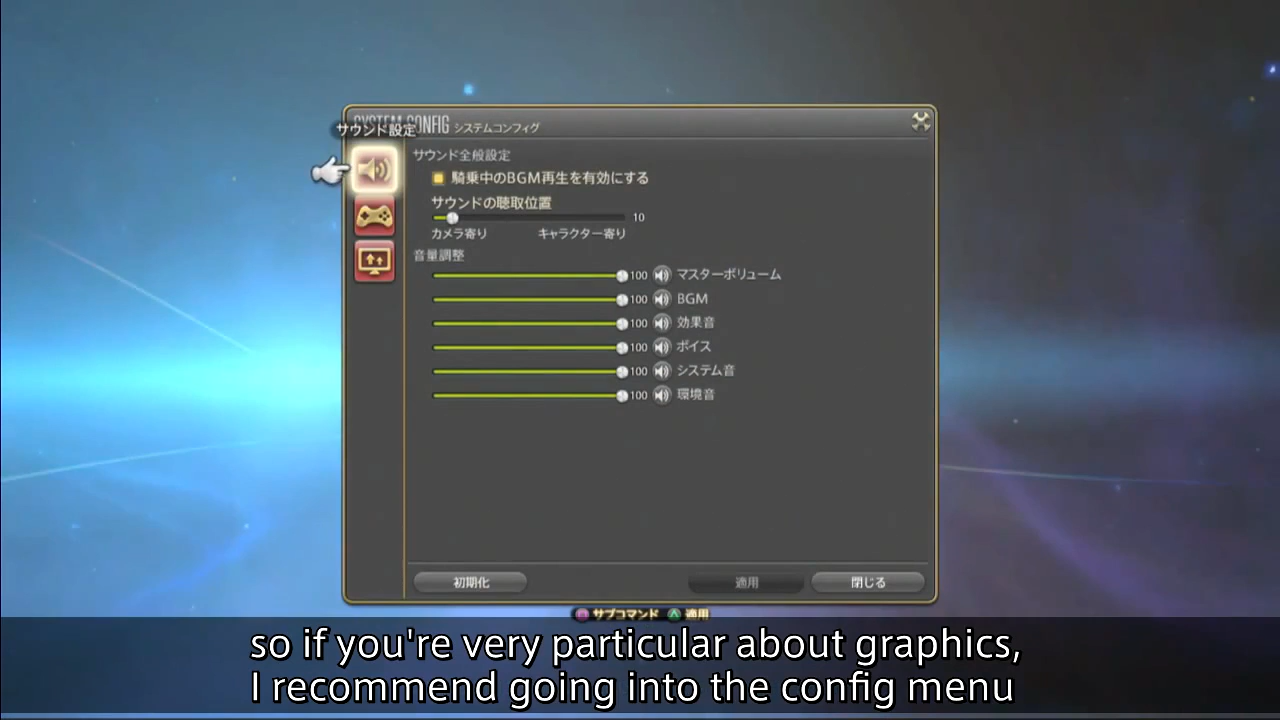 SYSTEM CONFIG システムコンフィグ
サウンド設定
サウンド全般設定
騎乗中のBGM再生を有効にする
サウンドの聴取位置
10
カメラ寄り キャラクター寄り
音量調整
100 マスターボリューム
100 BGM
100 効果音
100 ボイス
100 システム音
100 環境音
初期化 適用 閉じる
サブコマンド 適用
so if you're very particular about graphics,
I recommend going into the config menu